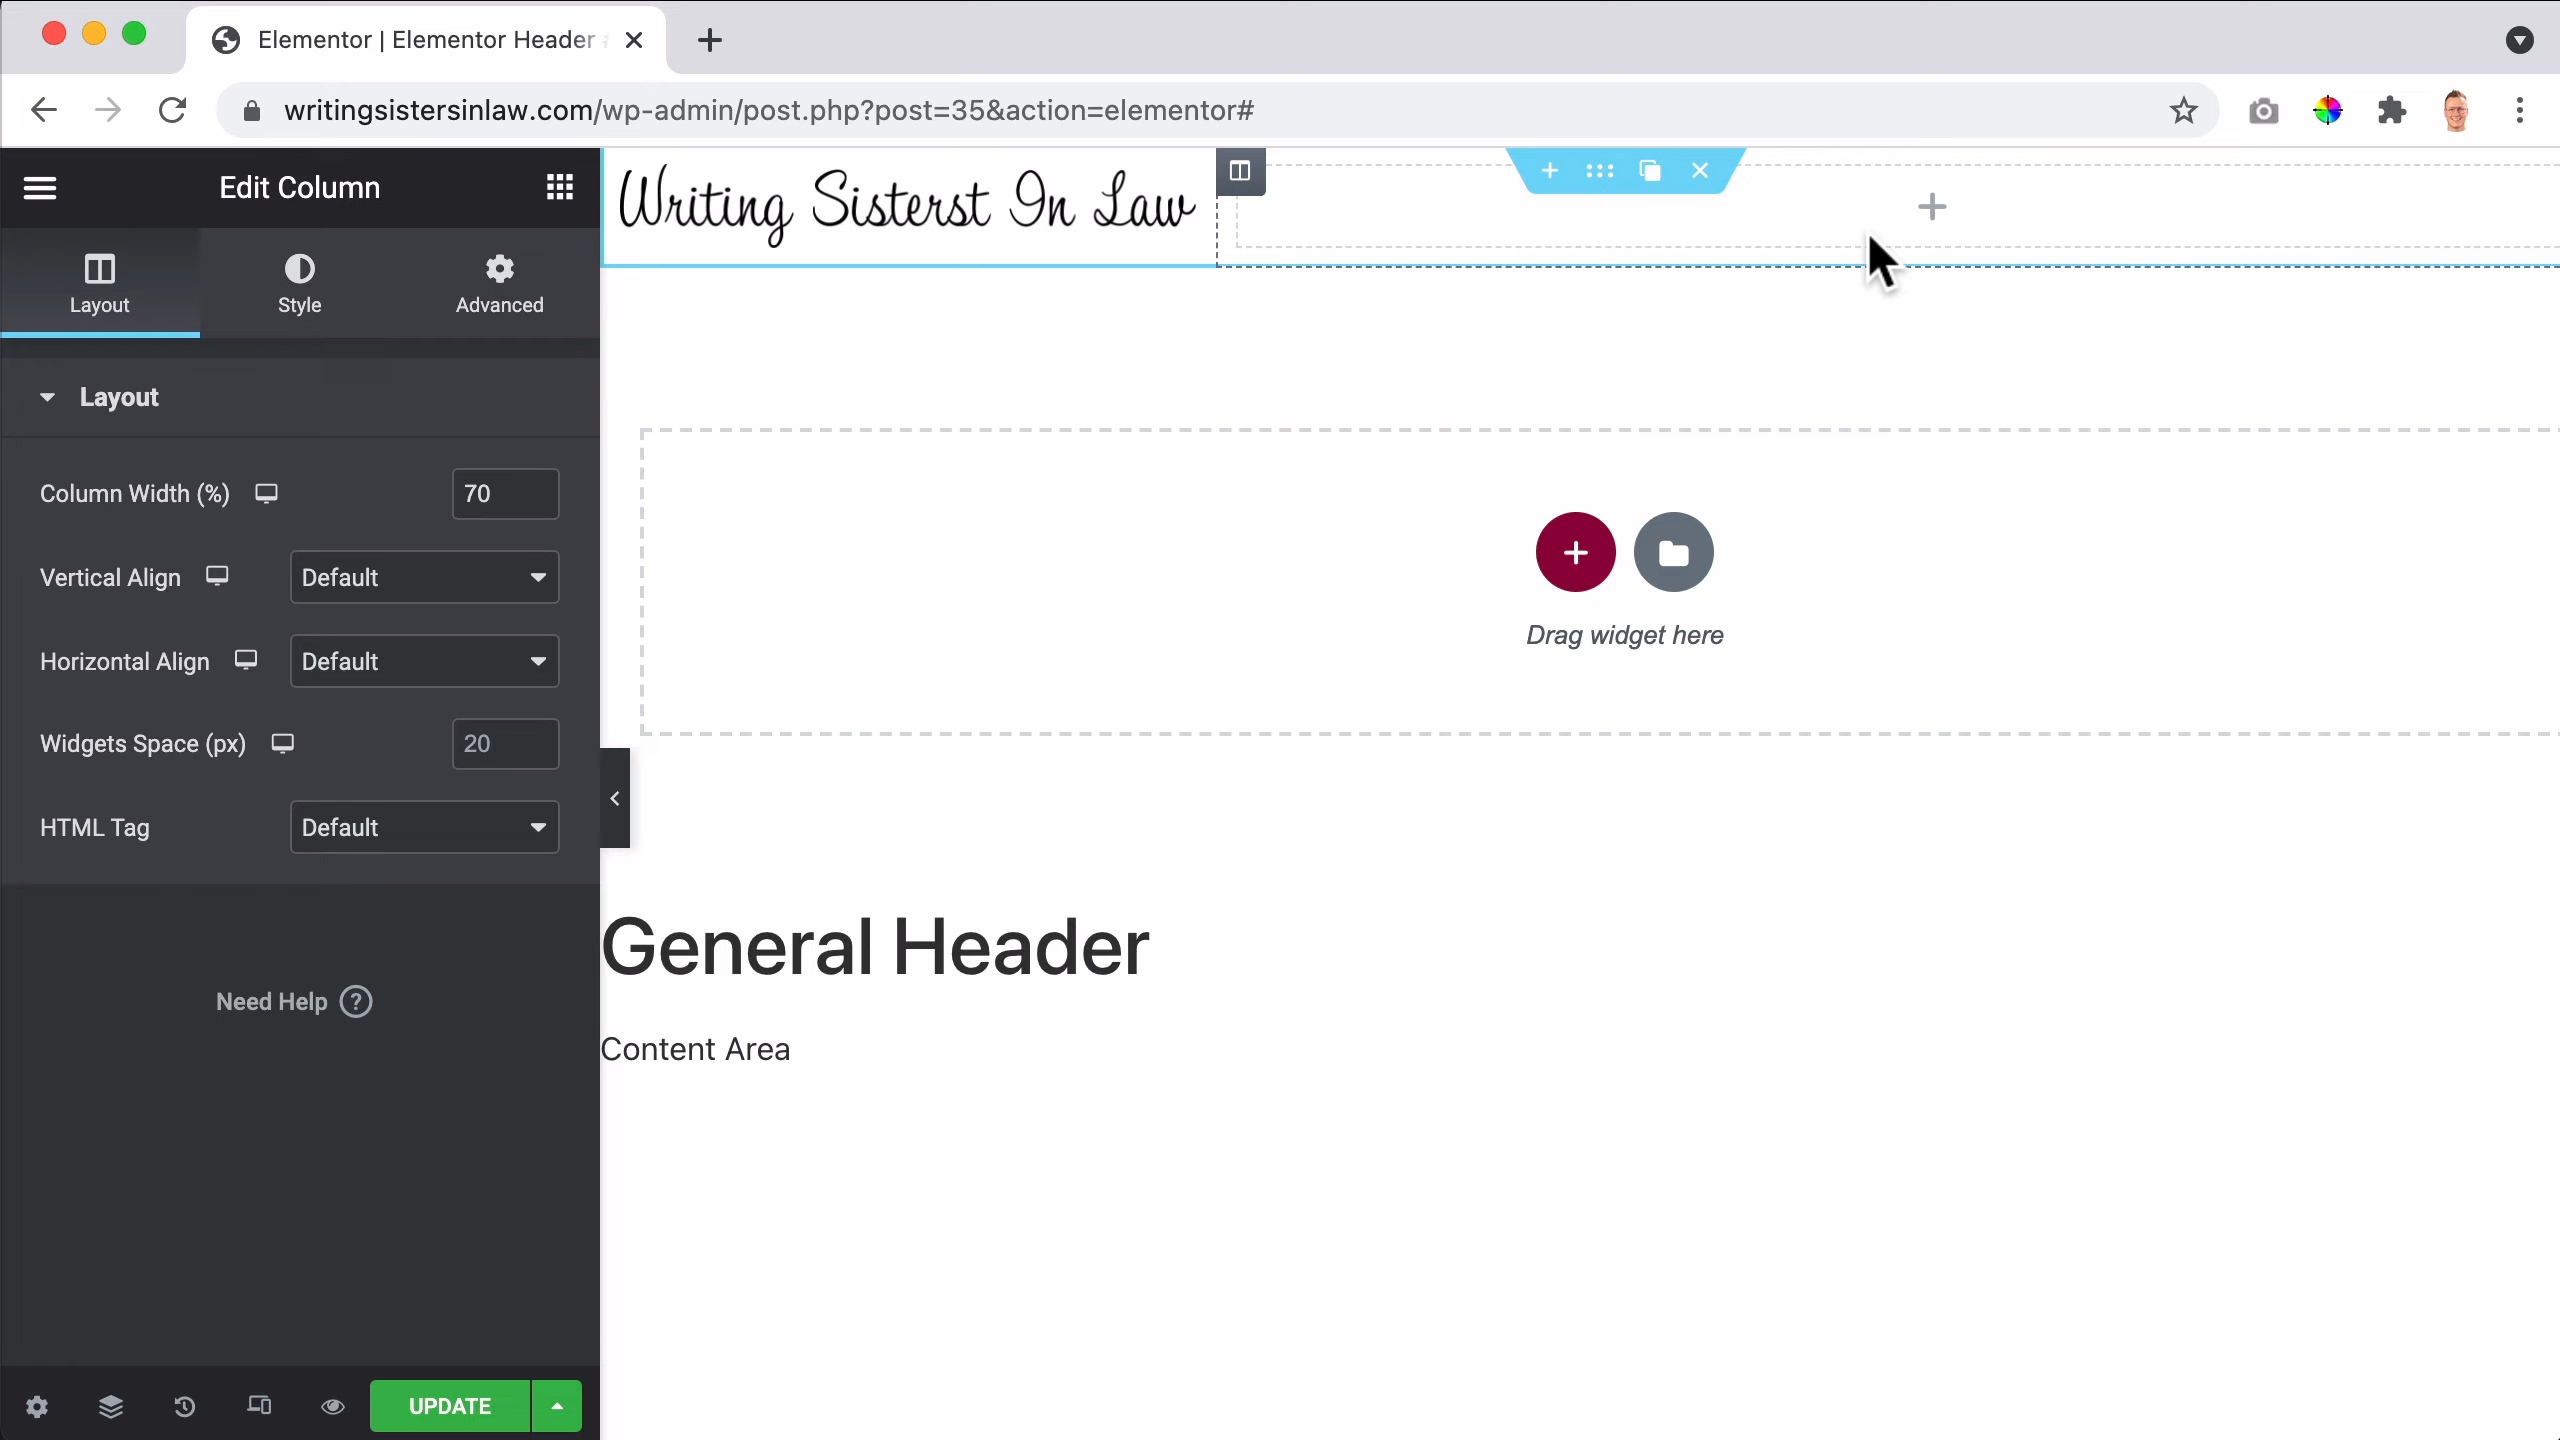 Elementor | Elementor Header
writingsistersinlaw.com/wp-admin/post.php?post=35&action=elementor#
Edit Column
Layout
Style
Advanced
Layout
Column Width (%)
70
Vertical Align
Default
Horizontal Align
Default
Widgets Space (px)
20
HTML Tag
Default
Need Help ?
UPDATE
Writing Sisterst In Law
Drag widget here
General Header
Content Area